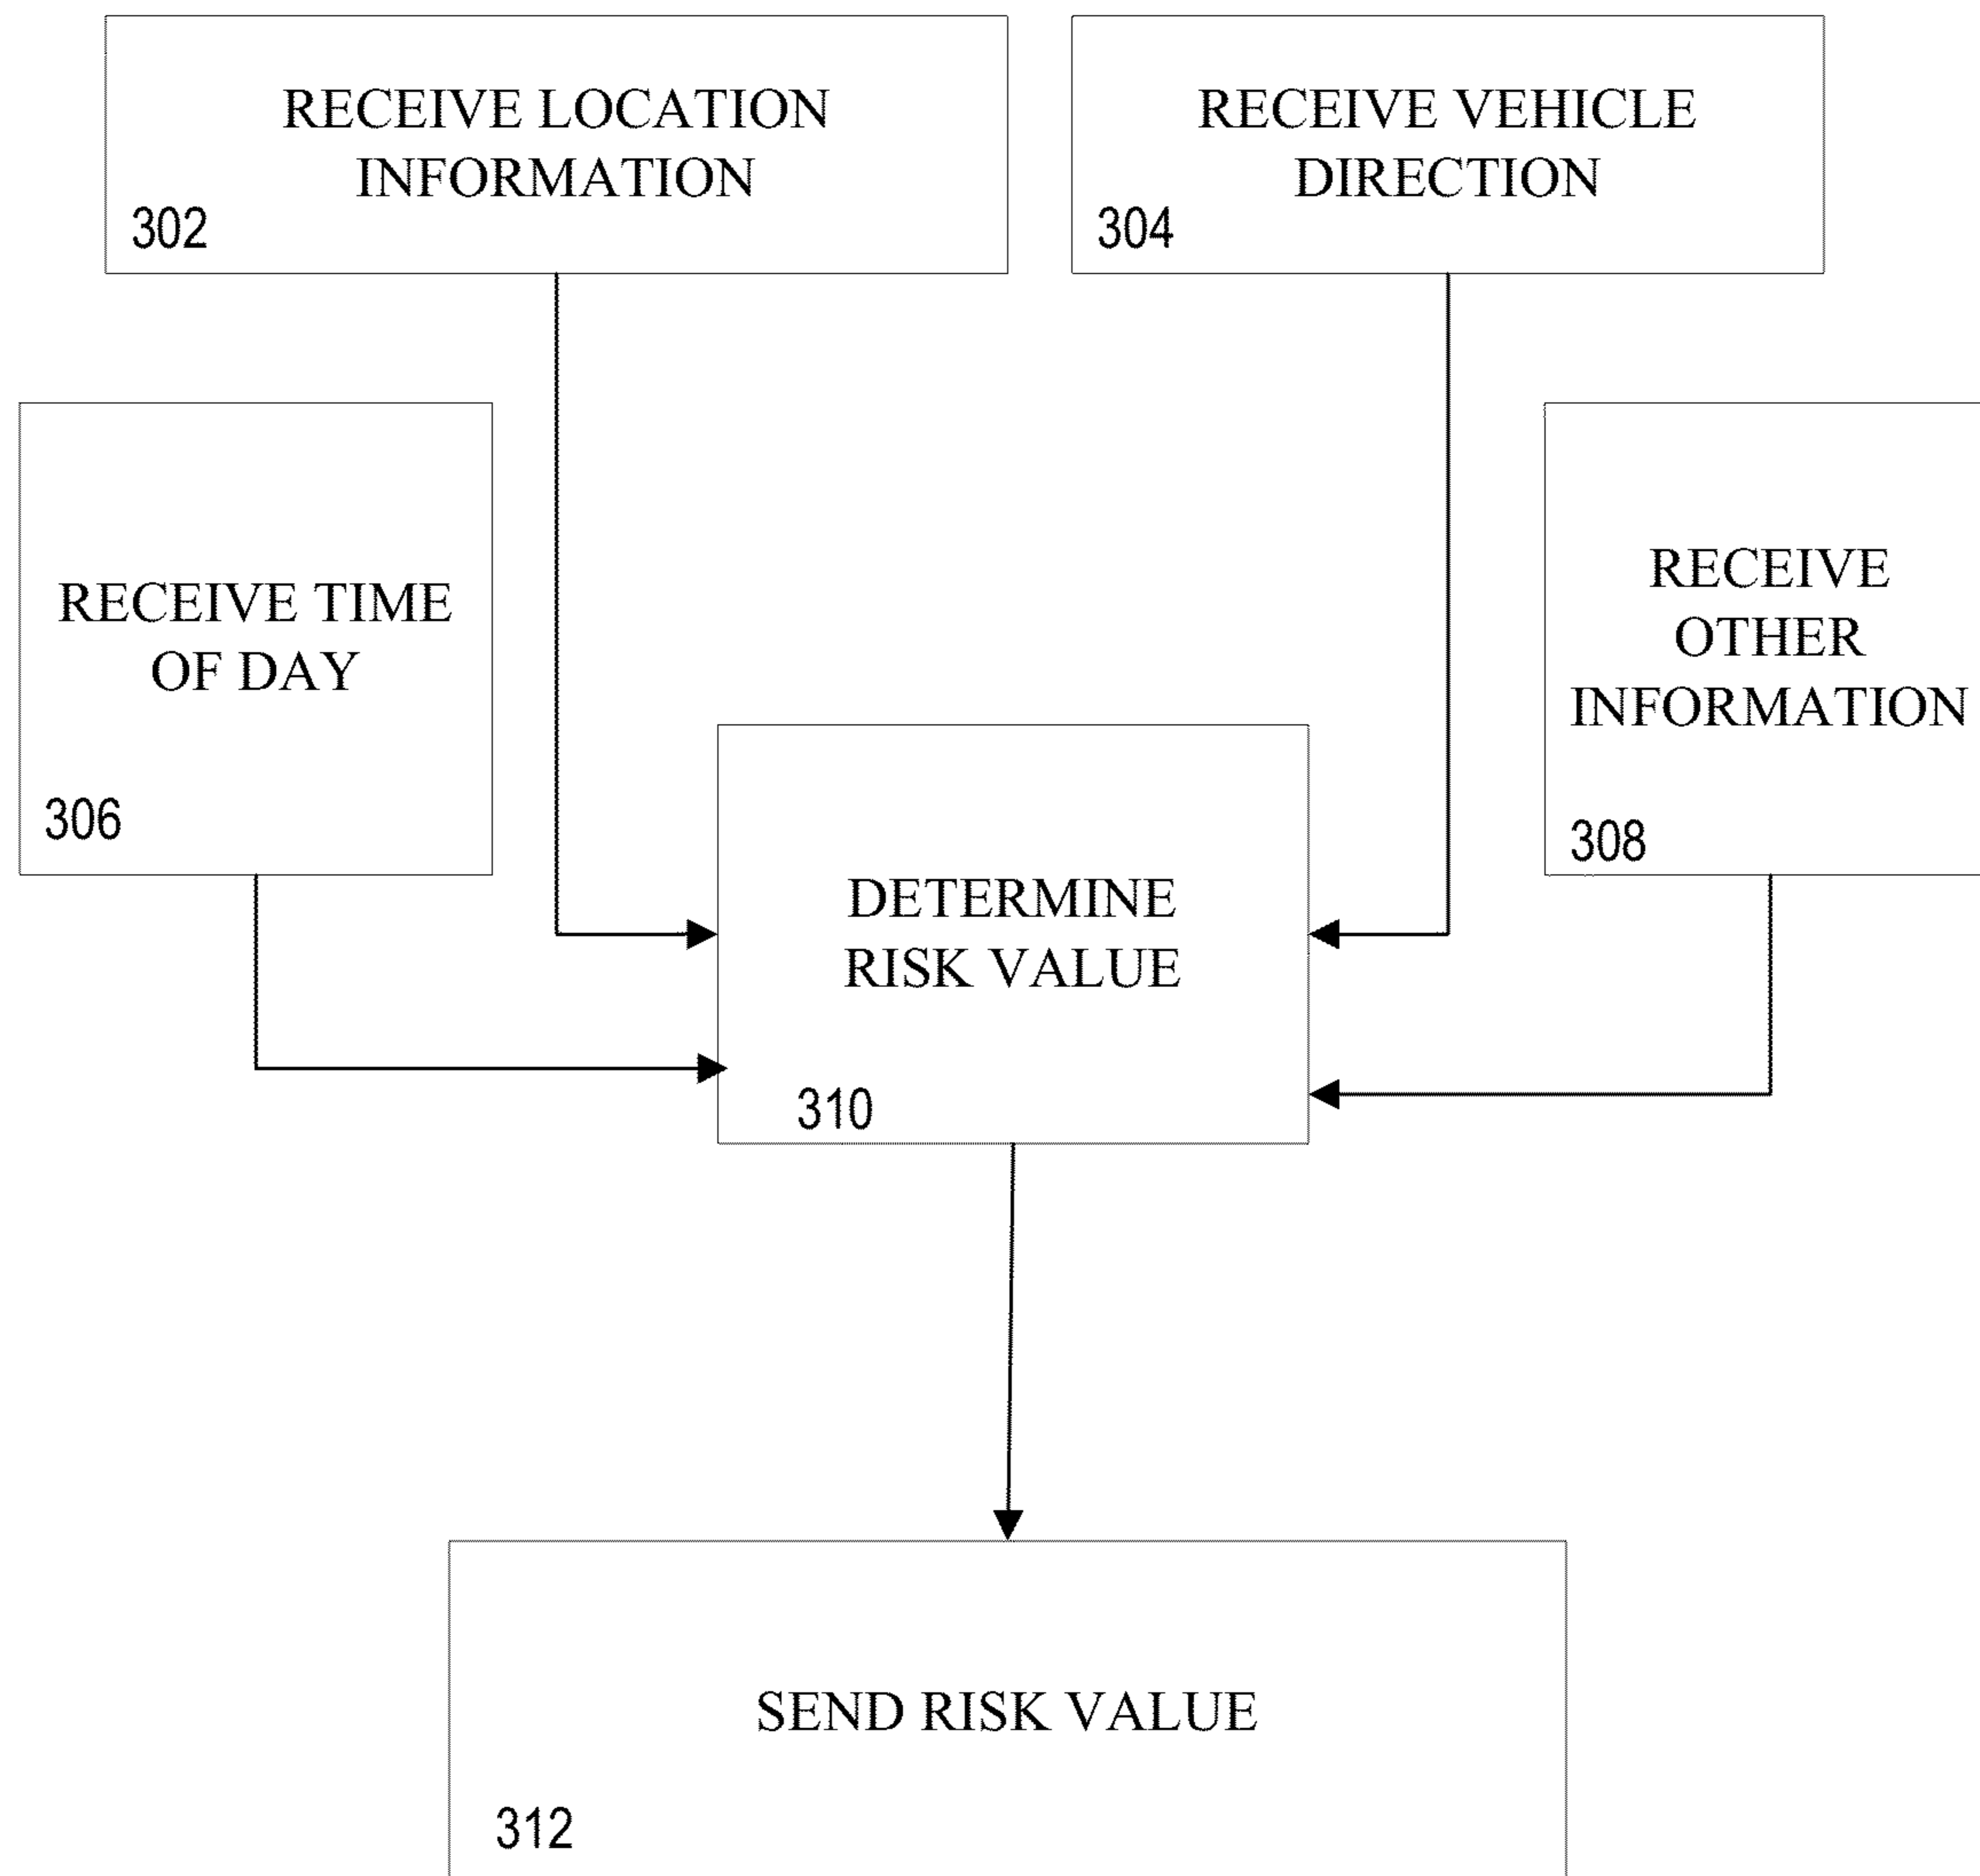 RECEIVE LOCATION
INFORMATION
302
RECEIVE VEHICLE
DIRECTION
304
RECEIVE TIME
OF DAY
306
RECEIVE
OTHER
INFORMATION
308
DETERMINE
RISK VALUE
310
SEND RISK VALUE
312